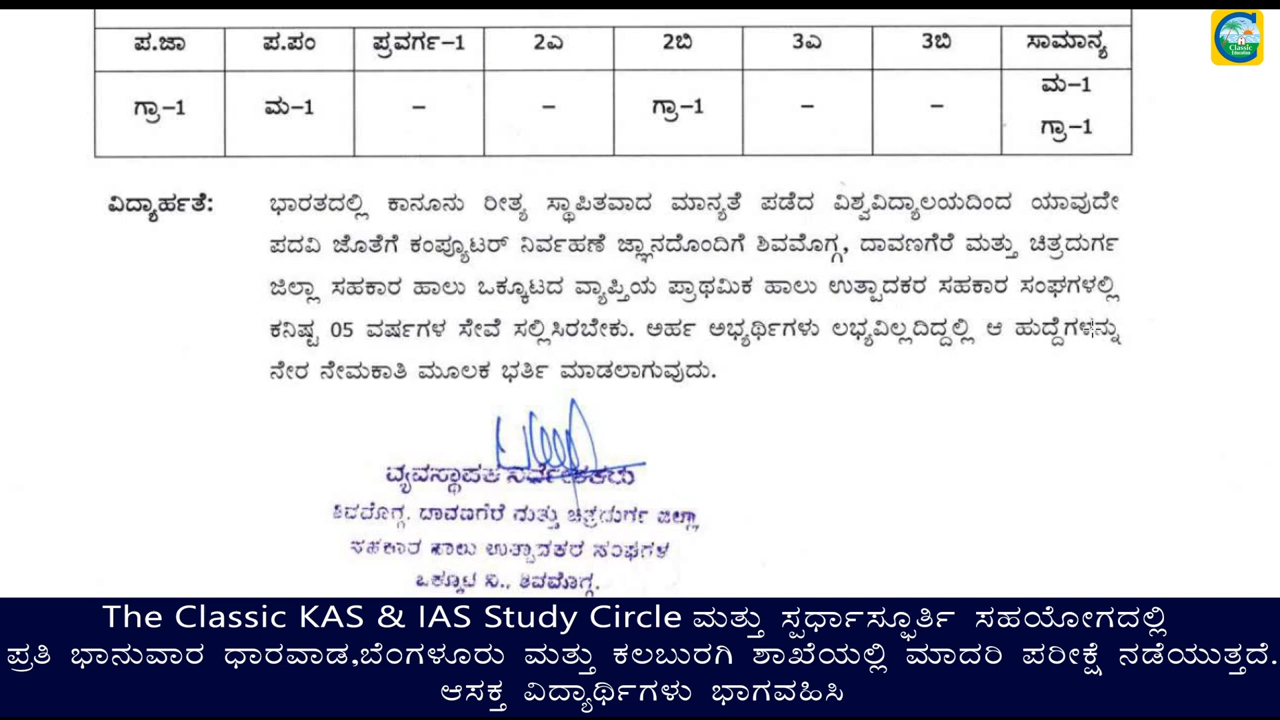 ಪ.ಜಾ ಪ.ಪಂ ಪ್ರವರ್ಗ–1 2ಎ 2ಬಿ 3ಎ 3ಬಿ ಸಾಮಾನ್ಯ
ಗ್ರಾ–1 ಮ–1 – – ಗ್ರಾ–1 – – ಮ–1
ಗ್ರಾ–1
ವಿದ್ಯಾರ್ಹತೆ: ಭಾರತದಲ್ಲಿ ಕಾನೂನು ರೀತ್ಯ ಸ್ಥಾಪಿತವಾದ ಮಾನ್ಯತೆ ಪಡೆದ ವಿಶ್ವವಿದ್ಯಾಲಯದಿಂದ ಯಾವುದೇ
ಪದವಿ ಜೊತೆಗೆ ಕಂಪ್ಯೂಟರ್ ನಿರ್ವಹಣೆ ಜ್ಞಾನದೊಂದಿಗೆ ಶಿವಮೊಗ್ಗ, ದಾವಣಗೆರೆ ಮತ್ತು ಚಿತ್ರದುರ್ಗ
ಜಿಲ್ಲಾ ಸಹಕಾರ ಹಾಲು ಒಕ್ಕೂಟದ ವ್ಯಾಪ್ತಿಯ ಪ್ರಾಥಮಿಕ ಹಾಲು ಉತ್ಪಾದಕರ ಸಹಕಾರ ಸಂಘಗಳಲ್ಲಿ
ಕನಿಷ್ಟ 05 ವರ್ಷಗಳ ಸೇವೆ ಸಲ್ಲಿಸಿರಬೇಕು. ಅರ್ಹ ಅಭ್ಯರ್ಥಿಗಳು ಲಭ್ಯವಿಲ್ಲದಿದ್ದಲ್ಲಿ ಆ ಹುದ್ದೆಗಳನ್ನು
ನೇರ ನೇಮಕಾತಿ ಮೂಲಕ ಭರ್ತಿ ಮಾಡಲಾಗುವುದು.
ವ್ಯವಸ್ಥಾಪಕ ನಿರ್ದೇಶಕರು
ಶಿವಮೊಗ್ಗ, ದಾವಣಗೆರೆ ಮತ್ತು ಚಿತ್ರದುರ್ಗ ಜಿಲ್ಲಾ
ಸಹಕಾರ ಹಾಲು ಉತ್ಪಾದಕರ ಸಂಘಗಳ
ಒಕ್ಕೂಟ ನಿ., ಶಿವಮೊಗ್ಗ.
Classic
Education
The Classic KAS & IAS Study Circle ಮತ್ತು ಸ್ಪರ್ಧಾಸ್ಫೂರ್ತಿ ಸಹಯೋಗದಲ್ಲಿ
ಪ್ರತಿ ಭಾನುವಾರ ಧಾರವಾಡ,ಬೆಂಗಳೂರು ಮತ್ತು ಕಲಬುರಗಿ ಶಾಖೆಯಲ್ಲಿ ಮಾದರಿ ಪರೀಕ್ಷೆ ನಡೆಯುತ್ತದೆ.
ಆಸಕ್ತ ವಿದ್ಯಾರ್ಥಿಗಳು ಭಾಗವಹಿಸಿ